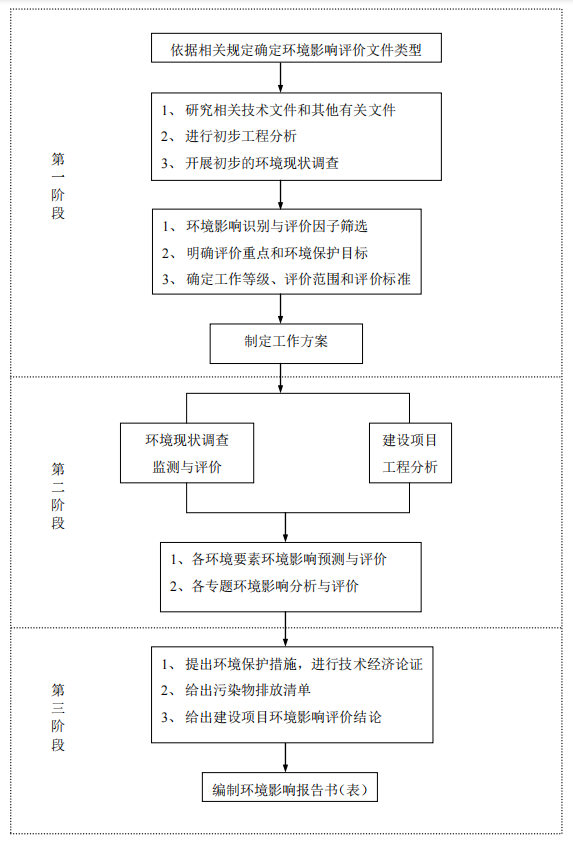 依据相关规定确定环境影响评价文件类型
第一阶段
1、 研究相关技术文件和其他有关文件
2、 进行初步工程分析
3、 开展初步的环境现状调查
1、 环境影响识别与评价因子筛选
2、 明确评价重点和环境保护目标
3、 确定工作等级、评价范围和评价标准
制定工作方案
第二阶段
环境现状调查
监测与评价
建设项目
工程分析
1、各环境要素环境影响预测与评价
2、各专题环境影响分析与评价
第三阶段
1、 提出环境保护措施，进行技术经济论证
2、 给出污染物排放清单
3、 给出建设项目环境影响评价结论
编制环境影响报告书（表）